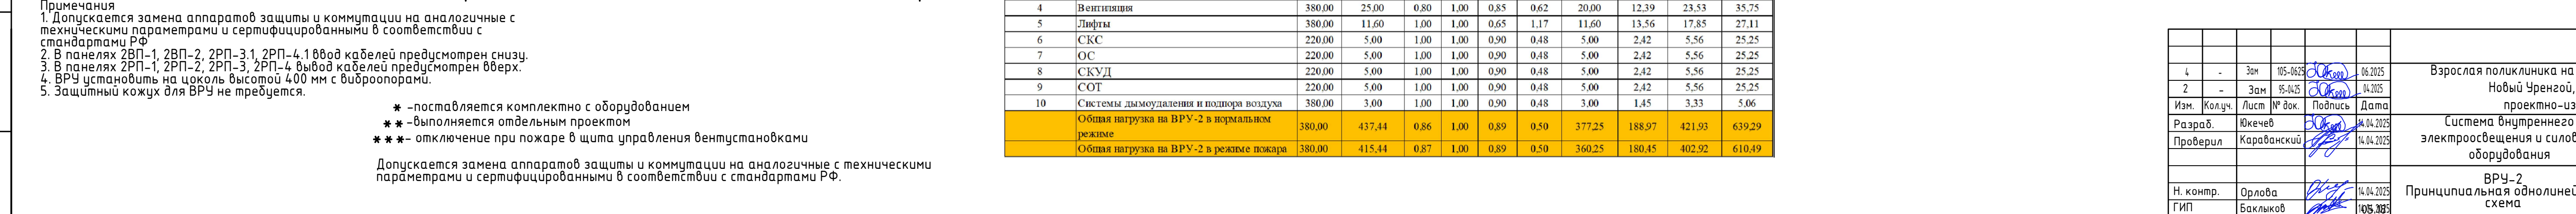 Примечания
1. Допускается замена аппаратов защиты и коммутации на аналогичные с
техническими параметрами и сертифицированными в соответствии с
стандартами РФ
2. В панелях 2ВП-1, 2ВП-2, 2РП-3.1, 2РП-4.1 ввод кабелей предусмотрен снизу.
3. В панелях 2РП-1, 2РП-2, 2РП-3, 2РП-4 вывод кабелей предусмотрен вверх.
4. ВРУ установить на цоколь высотой 400 мм с виброопорами.
5. Защитный кожух для ВРУ не требуется.
* -поставляется комплектно с оборудованием
** -выполняется отдельным проектом
***- отключение при пожаре в щита управления вентустановками
Допускается замена аппаратов защиты и коммутации на аналогичные с техническими
параметрами и сертифицированными в соответствии с стандартами РФ.
4 Вентиляция 380,00 25,00 0,80 1,00 0,85 0,62 20,00 12,39 23,53 35,75
5 Лифты 380,00 11,60 1,00 1,00 0,65 1,17 11,60 13,56 17,85 27,11
6 СКС 220,00 5,00 1,00 1,00 0,90 0,48 5,00 2,42 5,56 25,25
7 ОС 220,00 5,00 1,00 1,00 0,90 0,48 5,00 2,42 5,56 25,25
8 СКУД 220,00 5,00 1,00 1,00 0,90 0,48 5,00 2,42 5,56 25,25
9 СОТ 220,00 5,00 1,00 1,00 0,90 0,48 5,00 2,42 5,56 25,25
10 Системы дымоудаления и подпора воздуха 380,00 3,00 1,00 1,00 0,90 0,48 3,00 1,45 3,33 5,06
Общая нагрузка на ВРУ-2 в нормальном
режиме 380,00 437,44 0,86 1,00 0,89 0,50 377,25 188,97 421,93 639,29
Общая нагрузка на ВРУ-2 в режиме пожара 380,00 415,44 0,87 1,00 0,89 0,50 360,25 180,45 402,92 610,49
4 - Зам 105-0625 06.2025
2 - Зам 95-0425 04.2025
Изм. Кол.уч. Лист № док. Подпись Дата
Разраб. Юкечев 14.04.2025
Проверил Караванский 14.04.2025
Н. контр. Орлова 14.04.2025
ГИП Баклыков
Взрослая поликлиника на
Новый Уренгой,
проектно-из
Система внутреннего
электроосвещения и силов
оборудования
ВРУ-2
Принципиальная однолиней
схема